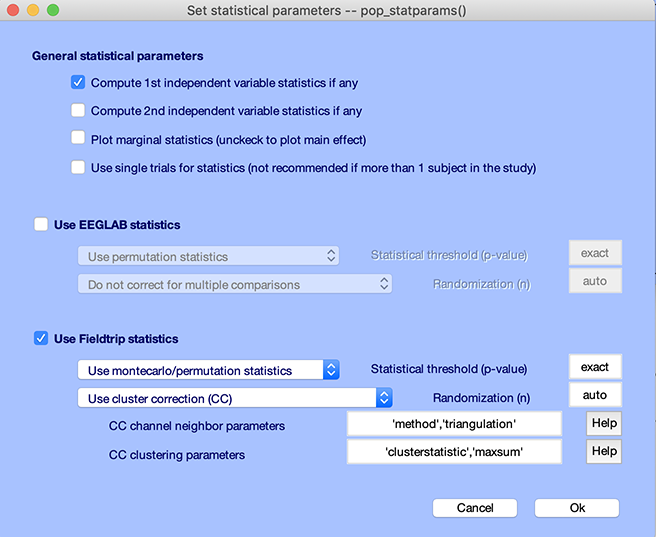 Set statistical parameters -- pop_statparams()
General statistical parameters
Compute 1st independent variable statistics if any
Compute 2nd independent variable statistics if any
Plot marginal statistics (unckeck to plot main effect)
Use single trials for statistics (not recommended if more than 1 subject in the study)
Use EEGLAB statistics
Use permutation statistics Statistical threshold (p-value) exact
Do not correct for multiple comparisons Randomization (n) auto
Use Fieldtrip statistics
Use montecarlo/permutation statistics Statistical threshold (p-value) exact
Use cluster correction (CC) Randomization (n) auto
CC channel neighbor parameters 'method','triangulation' Help
CC clustering parameters 'clusterstatistic','maxsum' Help
Cancel Ok